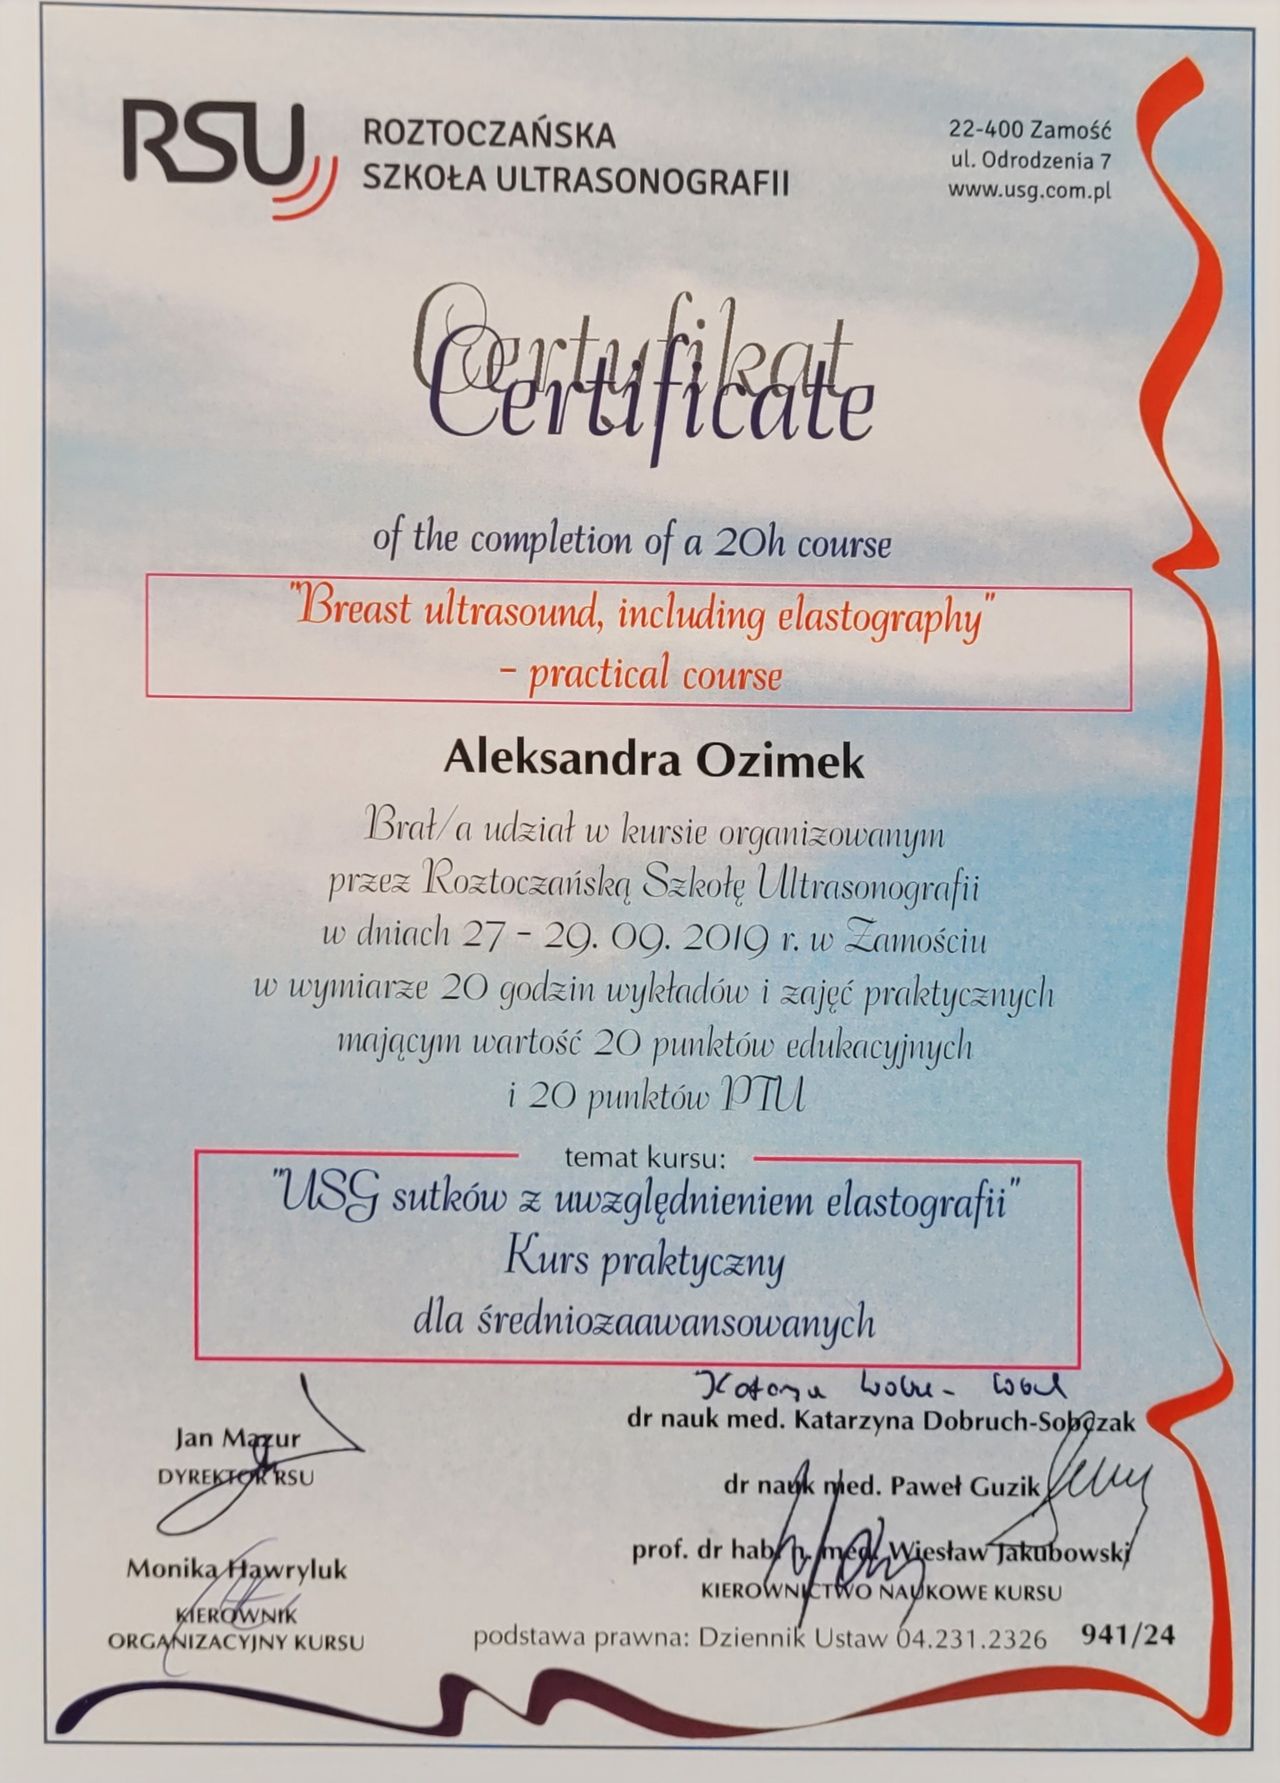 RSU
ROZTOCZAŃSKA
SZKOŁA ULTRASONOGRAFII
22-400 Zamość
ul. Odrodzenia 7
www.usg.com.pl
Certyfikat
Certificate
of the completion of a 20h course
"Breast ultrasound, including elastography"
– practical course
Aleksandra Ozimek
Brał/a udział w kursie organizowanym
przez Roztoczańską Szkołę Ultrasonografii
w dniach 27 – 29. 09. 2019 r. w Zamościu
w wymiarze 20 godzin wykładów i zajęć praktycznych
mającym wartość 20 punktów edukacyjnych
i 20 punktów PTU
temat kursu:
"USG sutków z uwzględnieniem elastografii"
Kurs praktyczny
dla średniozaawansowanych
Jan Mazur
DYREKTOR RSU
Monika Hawryluk
KIEROWNIK
ORGANIZACYJNY KURSU
dr nauk med. Katarzyna Dobruch-Sobczak
dr nauk med. Paweł Guzik
prof. dr hab. n. med. Wiesław Jakubowski
KIEROWNICTWO NAUKOWE KURSU
podstawa prawna: Dziennik Ustaw 04.231.2326 941/24